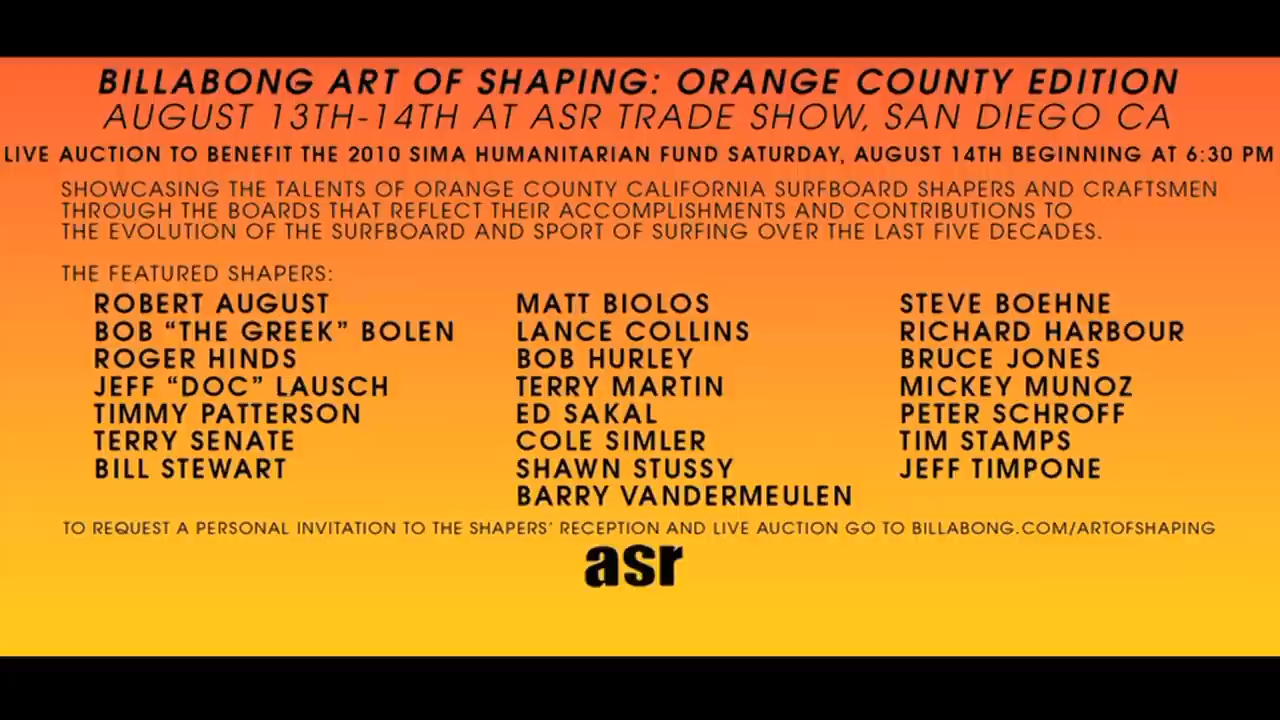 BILLABONG ART OF SHAPING: ORANGE COUNTY EDITION
AUGUST 13TH-14TH AT ASR TRADE SHOW, SAN DIEGO CA
LIVE AUCTION TO BENEFIT THE 2010 SIMA HUMANITARIAN FUND SATURDAY, AUGUST 14TH BEGINNING AT 6:30 PM
SHOWCASING THE TALENTS OF ORANGE COUNTY CALIFORNIA SURFBOARD SHAPERS AND CRAFTSMEN
THROUGH THE BOARDS THAT REFLECT THEIR ACCOMPLISHMENTS AND CONTRIBUTIONS TO
THE EVOLUTION OF THE SURFBOARD AND SPORT OF SURFING OVER THE LAST FIVE DECADES.
THE FEATURED SHAPERS:
ROBERT AUGUST
BOB “THE GREEK” BOLEN
ROGER HINDS
JEFF “DOC” LAUSCH
TIMMY PATTERSON
TERRY SENATE
BILL STEWART
MATT BIOLOS
LANCE COLLINS
BOB HURLEY
TERRY MARTIN
ED SAKAL
COLE SIMLER
SHAWN STUSSY
BARRY VANDERMEULEN
STEVE BOEHNE
RICHARD HARBOUR
BRUCE JONES
MICKEY MUNOZ
PETER SCHROFF
TIM STAMPS
JEFF TIMPONE
TO REQUEST A PERSONAL INVITATION TO THE SHAPERS’ RECEPTION AND LIVE AUCTION GO TO BILLABONG.COM/ARTOFSHAPING
asr